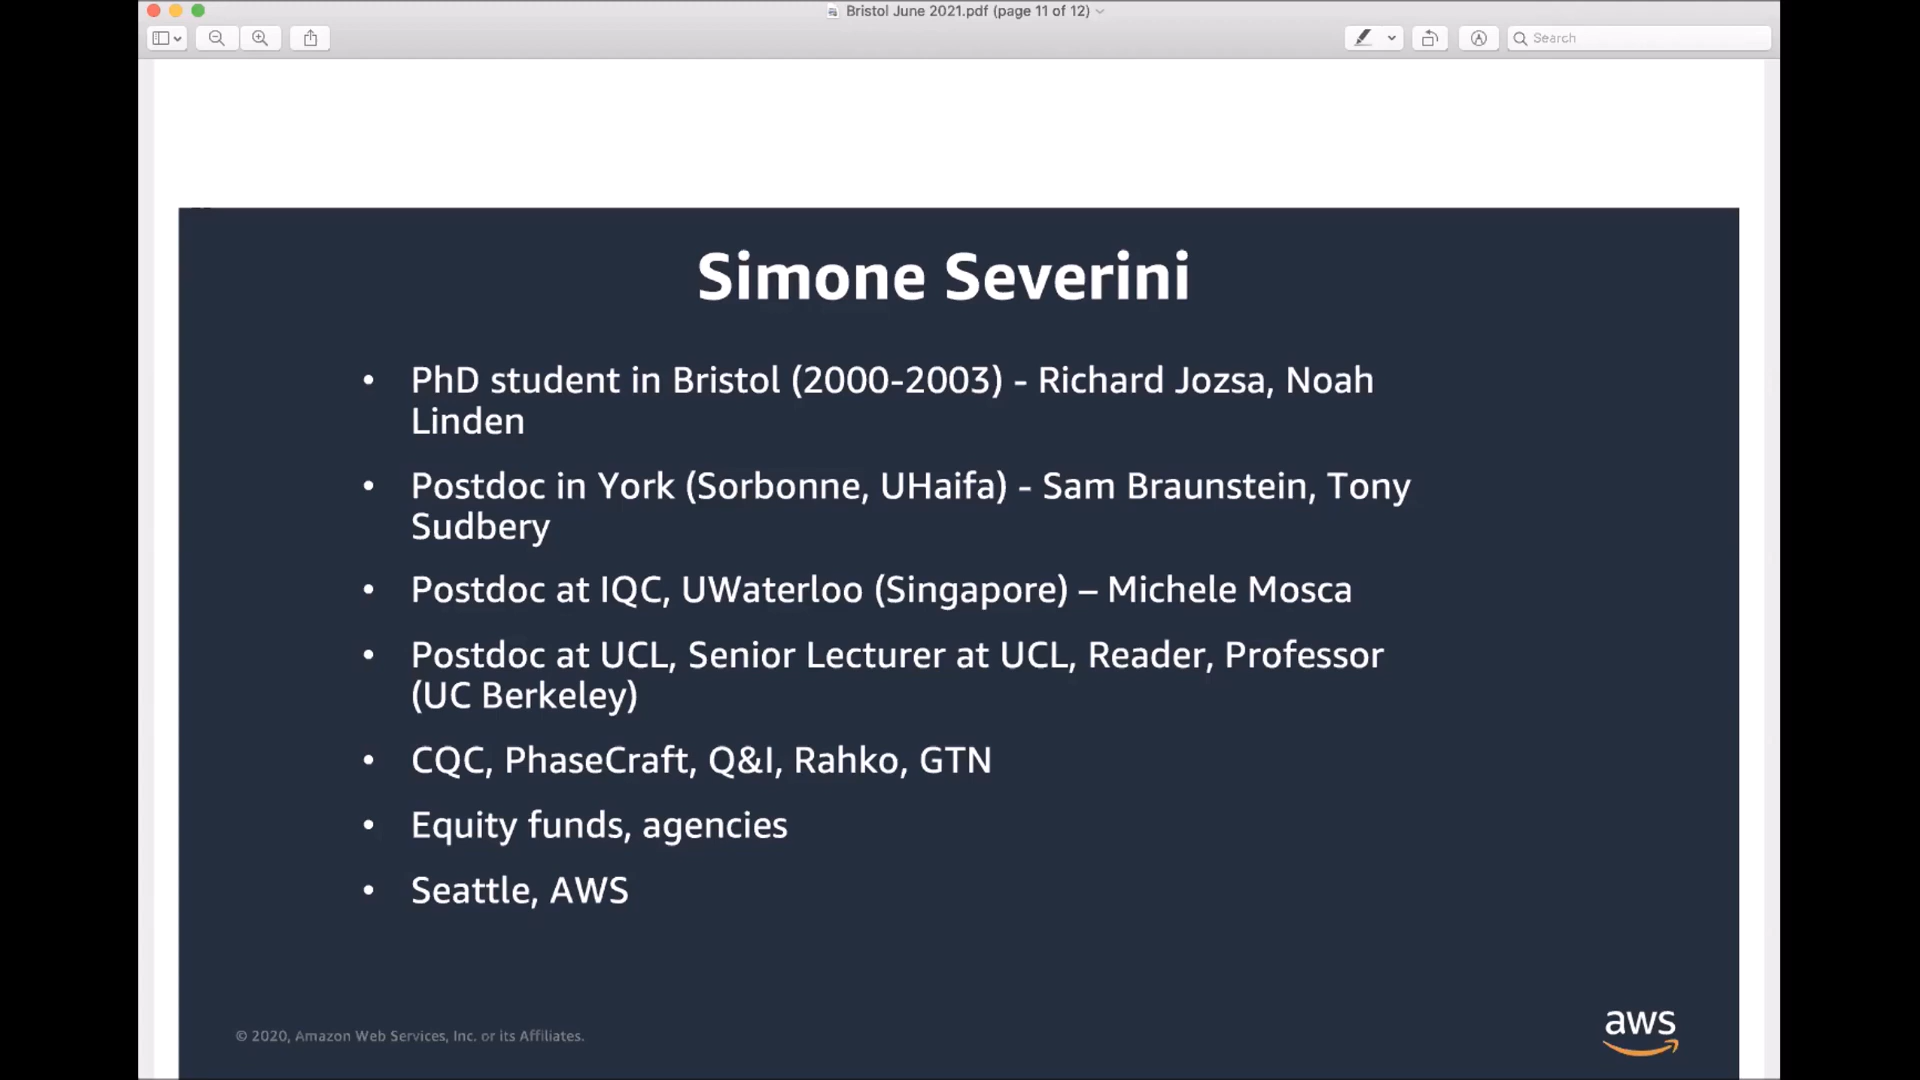 Bristol June 2021.pdf (page 11 of 12)
Search
Simone Severini
• PhD student in Bristol (2000-2003) - Richard Jozsa, Noah
Linden
• Postdoc in York (Sorbonne, UHaifa) - Sam Braunstein, Tony
Sudbery
• Postdoc at IQC, UWaterloo (Singapore) – Michele Mosca
• Postdoc at UCL, Senior Lecturer at UCL, Reader, Professor
(UC Berkeley)
• CQC, PhaseCraft, Q&I, Rahko, GTN
• Equity funds, agencies
• Seattle, AWS
© 2020, Amazon Web Services, Inc. or its Affiliates.
aws